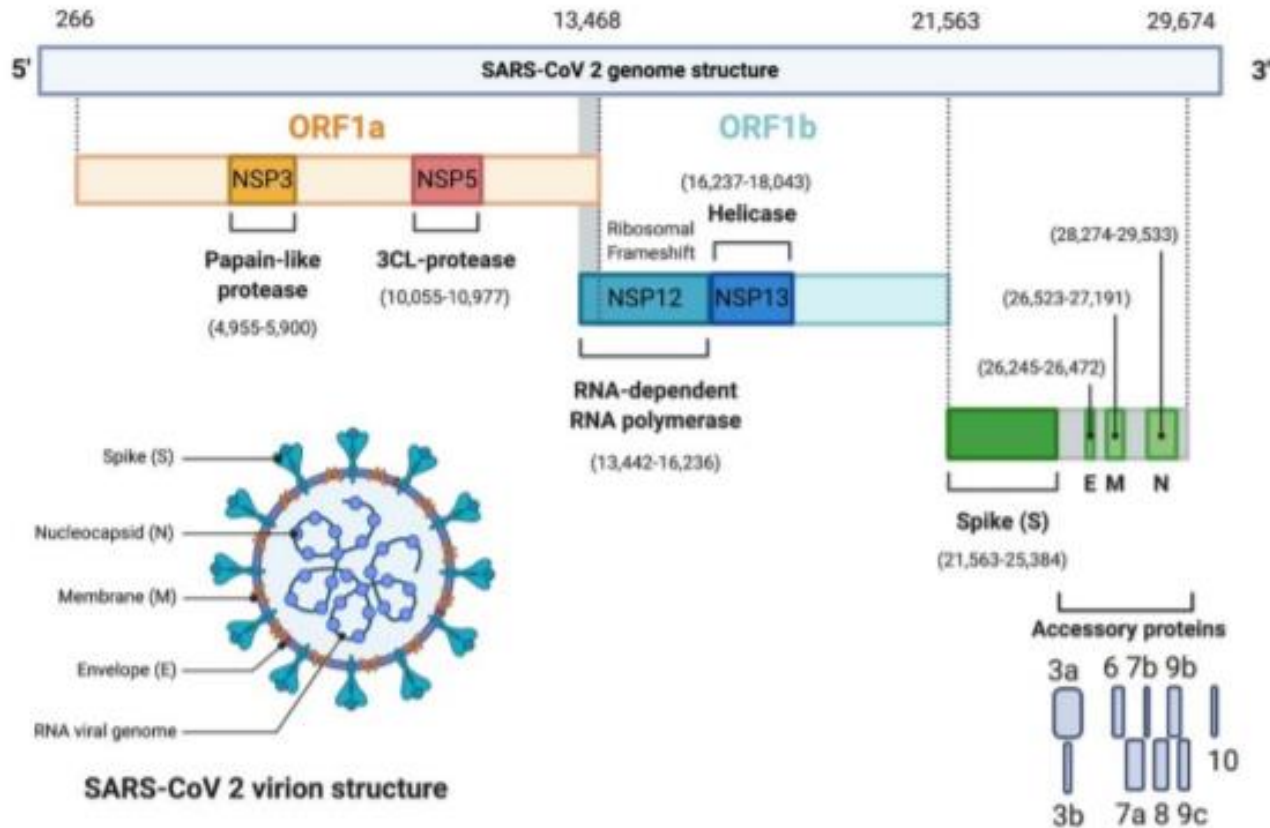 266 13,468 21,563 29,674
5' SARS-CoV 2 genome structure 3'
ORF1a ORF1b
NSP3 NSP5
Papain-like
protease
(4,955-5,900)
3CL-protease
(10,055-10,977)
(16,237-18,043)
Helicase
Ribosomal
Frameshift
NSP12 NSP13
RNA-dependent
RNA polymerase
(13,442-16,236)
(28,274-29,533)
(26,523-27,191)
(26,245-26,472)
E M N
Spike (S)
(21,563-25,384)
Accessory proteins
3a 6 7b 9b
10
3b 7a 8 9c
Spike (S)
Nucleocapsid (N)
Membrane (M)
Envelope (E)
RNA viral genome
SARS-CoV 2 virion structure